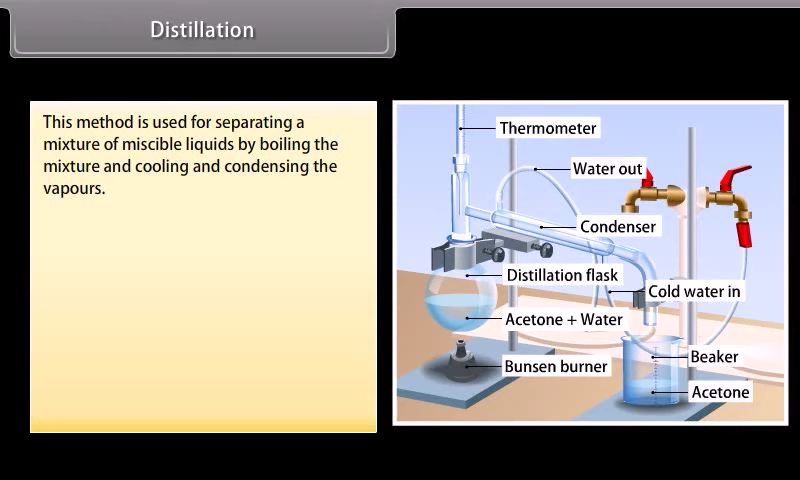 Distillation
This method is used for separating a
mixture of miscible liquids by boiling the
mixture and cooling and condensing the
vapours.
Thermometer
Water out
Condenser
Distillation flask
Cold water in
Acetone + Water
Beaker
Bunsen burner
Acetone